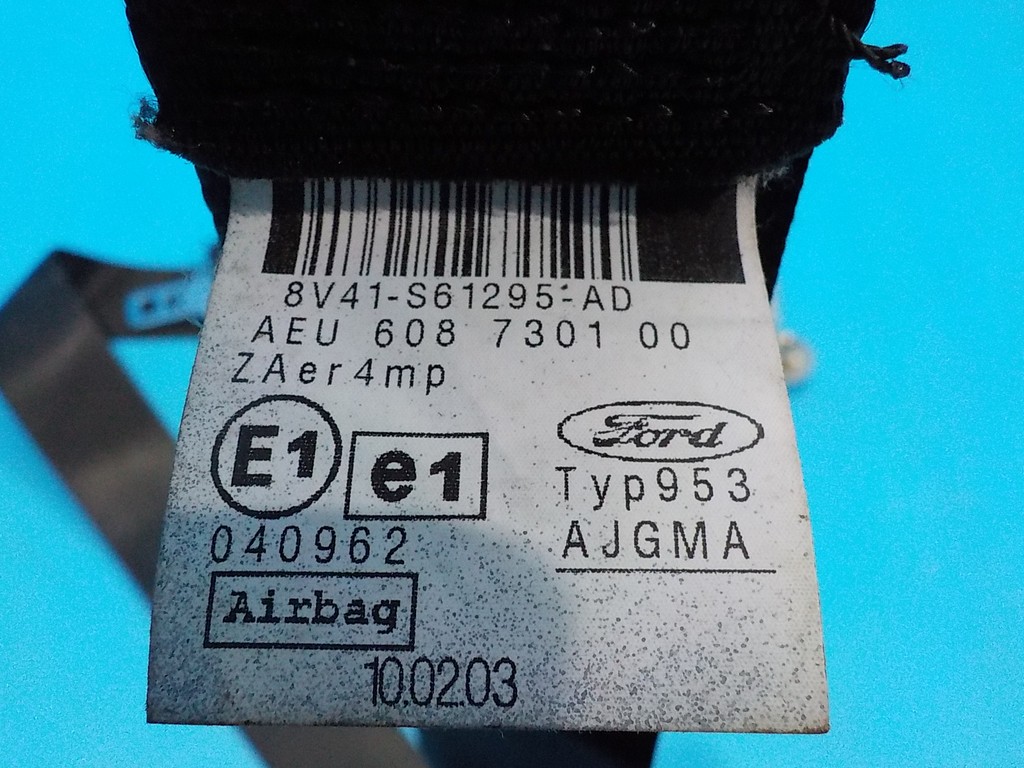 8V41-S61295-AD
AEU 608 7301 00
ZAer4mp
E1 e1 Ford
Typ953
040962 AJGMA
Airbag
10.02.03